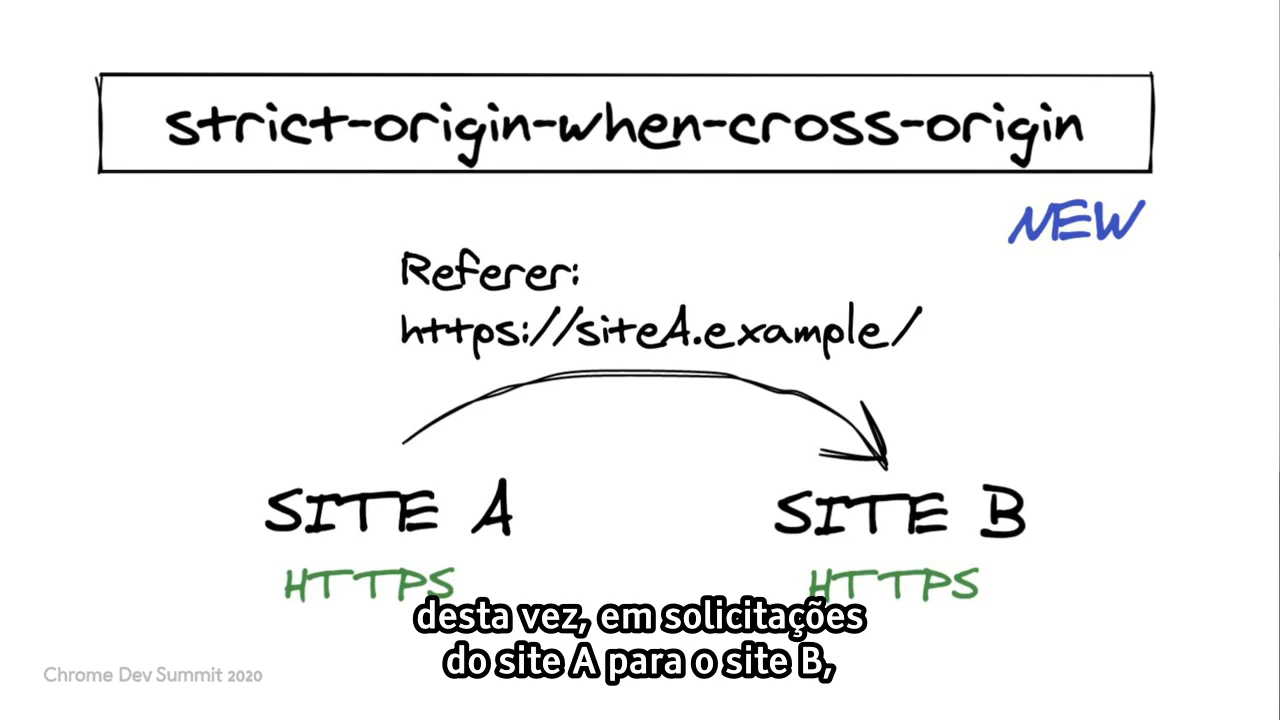 strict-origin-when-cross-origin
NEW
Referer:
https://siteA.example/
SITE A
SITE B
HTTPS
HTTPS
desta vez, em solicitações
do site A para o site B,
Chrome Dev Summit 2020